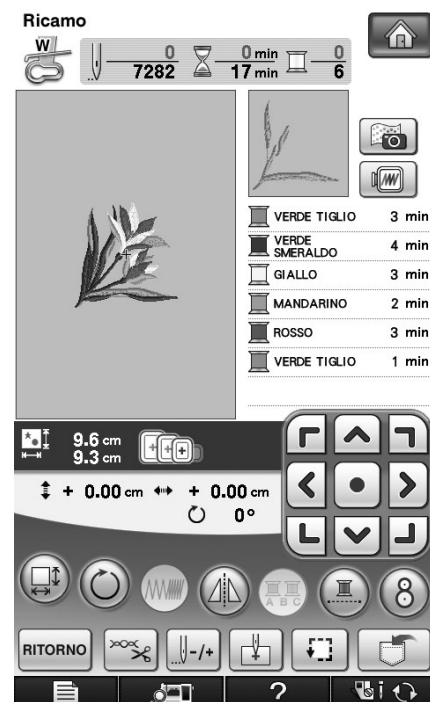 Ricamo
W
0
7282
0 min
17 min
0
6
VERDE TIGLIO 3 min
VERDE
SMERALDO 4 min
GIALLO 3 min
MANDARINO 2 min
ROSSO 3 min
VERDE TIGLIO 1 min
9.6 cm
9.3 cm
+ 0.00 cm + 0.00 cm
0°
A B C
8
RITORNO
-/+
?